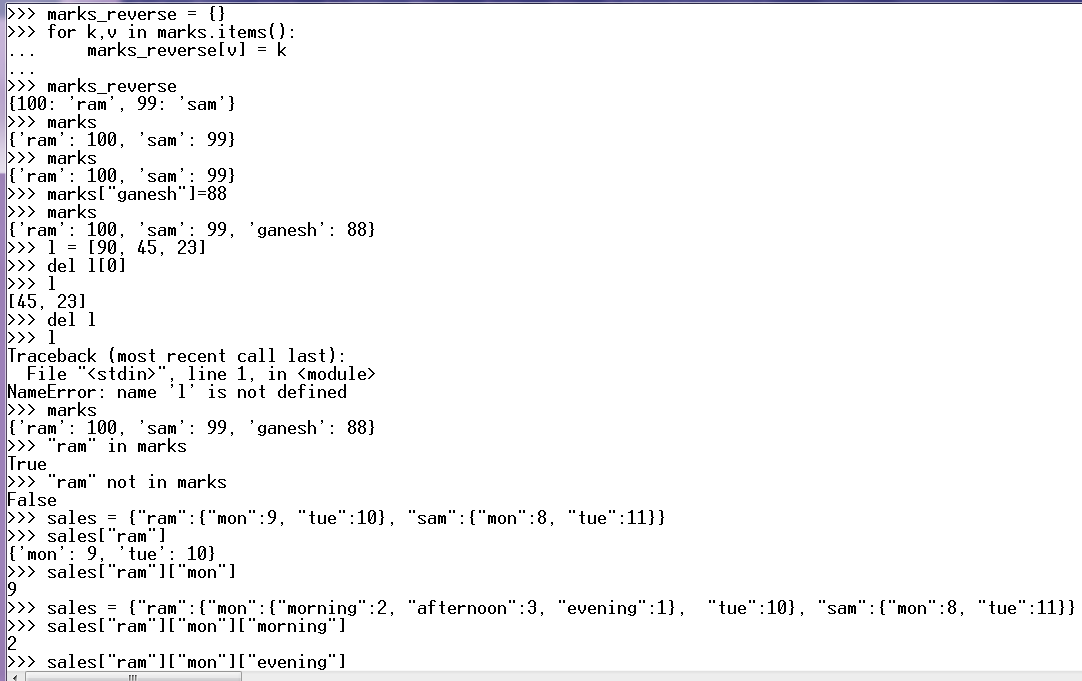 >>> marks_reverse = {}
>>> for k,v in marks.items():
...     marks_reverse[v] = k
...
>>> marks_reverse
{100: 'ram', 99: 'sam'}
>>> marks
{'ram': 100, 'sam': 99}
>>> marks
{'ram': 100, 'sam': 99}
>>> marks["ganesh"]=88
>>> marks
{'ram': 100, 'sam': 99, 'ganesh': 88}
>>> l = [90, 45, 23]
>>> del l[0]
>>> l
[45, 23]
>>> del l
>>> l
Traceback (most recent call last):
  File "<stdin>", line 1, in <module>
NameError: name 'l' is not defined
>>> marks
{'ram': 100, 'sam': 99, 'ganesh': 88}
>>> "ram" in marks
True
>>> "ram" not in marks
False
>>> sales = {"ram":{"mon":9, "tue":10}, "sam":{"mon":8, "tue":11}}
>>> sales["ram"]
{'mon': 9, 'tue': 10}
>>> sales["ram"]["mon"]
9
>>> sales = {"ram":{"mon":{"morning":2, "afternoon":3, "evening":1},  "tue":10}, "sam":{"mon":8, "tue":11}}
>>> sales["ram"]["mon"]["morning"]
2
>>> sales["ram"]["mon"]["evening"]